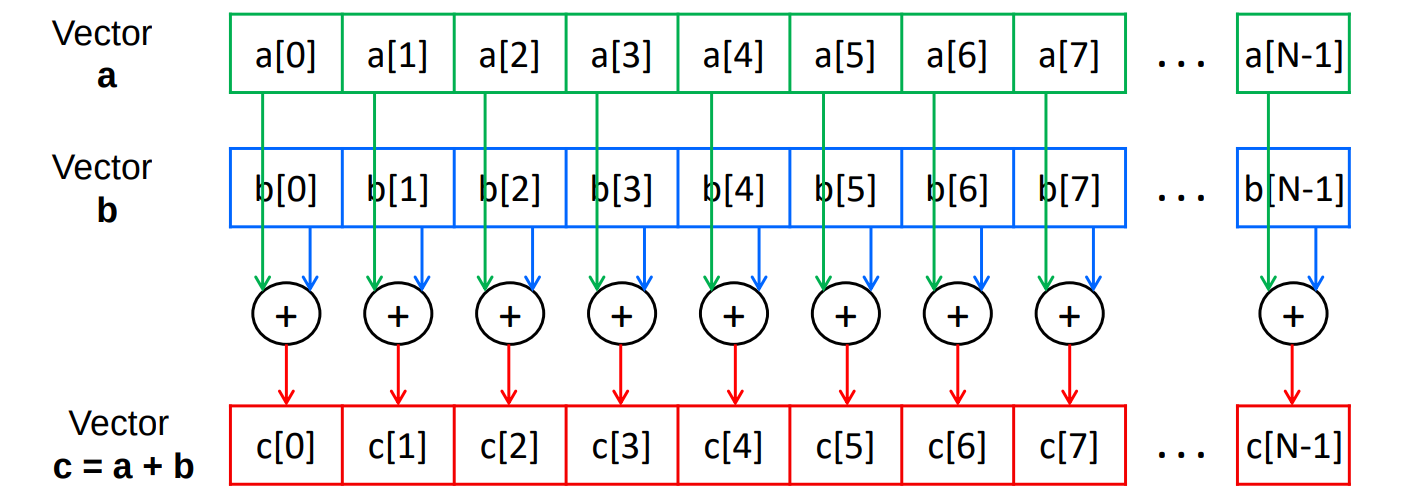 Vector
a
a[0] a[1] a[2] a[3] a[4] a[5] a[6] a[7] ... a[N-1]
Vector
b
b[0] b[1] b[2] b[3] b[4] b[5] b[6] b[7] ... b[N-1]
+ + + + + + + + +
Vector
c = a + b
c[0] c[1] c[2] c[3] c[4] c[5] c[6] c[7] ... c[N-1]